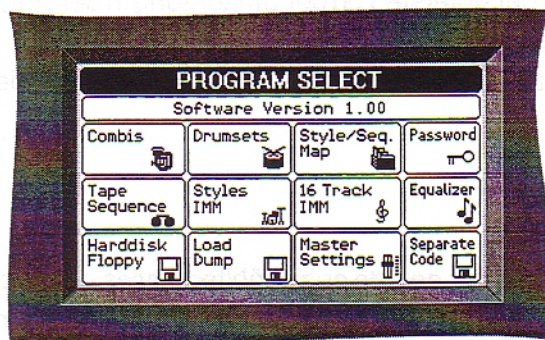 PROGRAM SELECT
Software Version 1.00
Combis
Drumsets
Style/Seq.
Map
Password
Tape
Sequence
Styles
IMM
16 Track
IMM
Equalizer
Harddisk
Floppy
Load
Dump
Master
Settings
Separate
Code